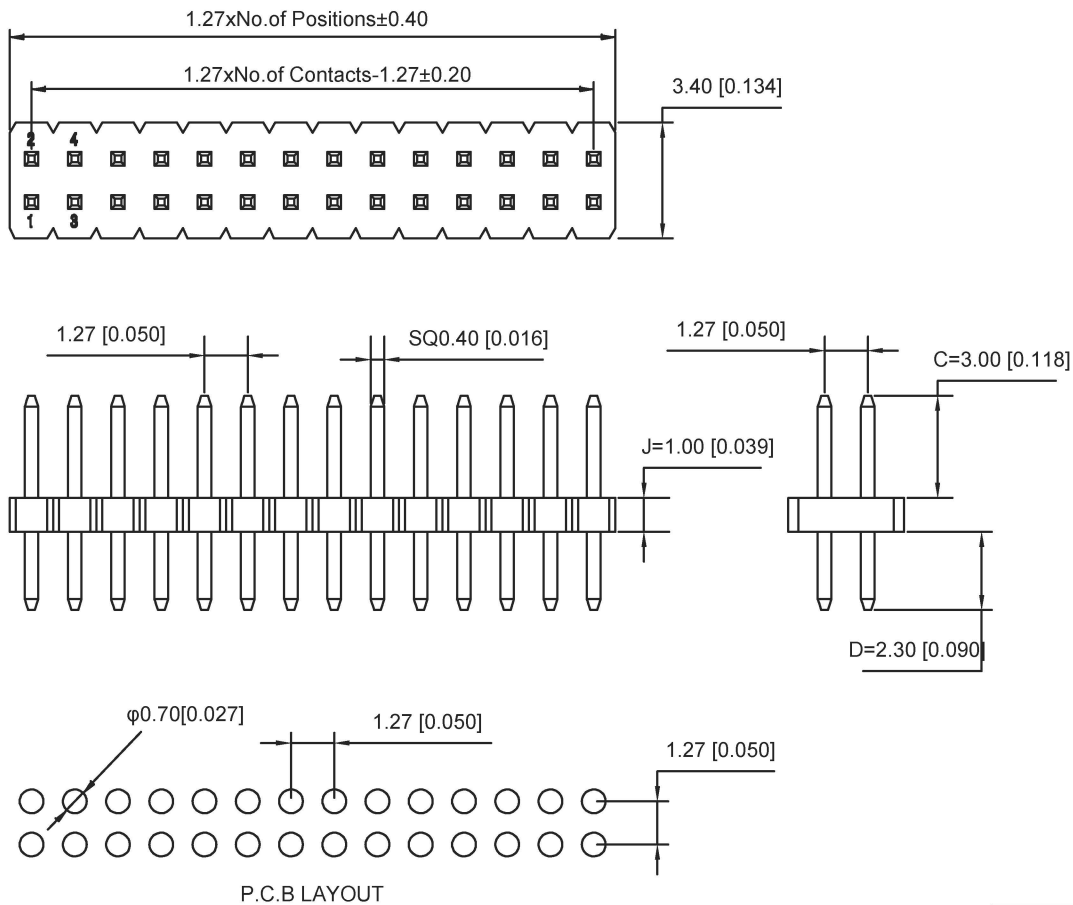 1.27xNo.of Positions±0.40
1.27xNo.of Contacts-1.27±0.20
3.40 [0.134]
2 4
1 3
1.27 [0.050]
SQ0.40 [0.016]
1.27 [0.050]
C=3.00 [0.118]
J=1.00 [0.039]
D=2.30 [0.090]
φ0.70[0.027]
1.27 [0.050]
1.27 [0.050]
P.C.B LAYOUT